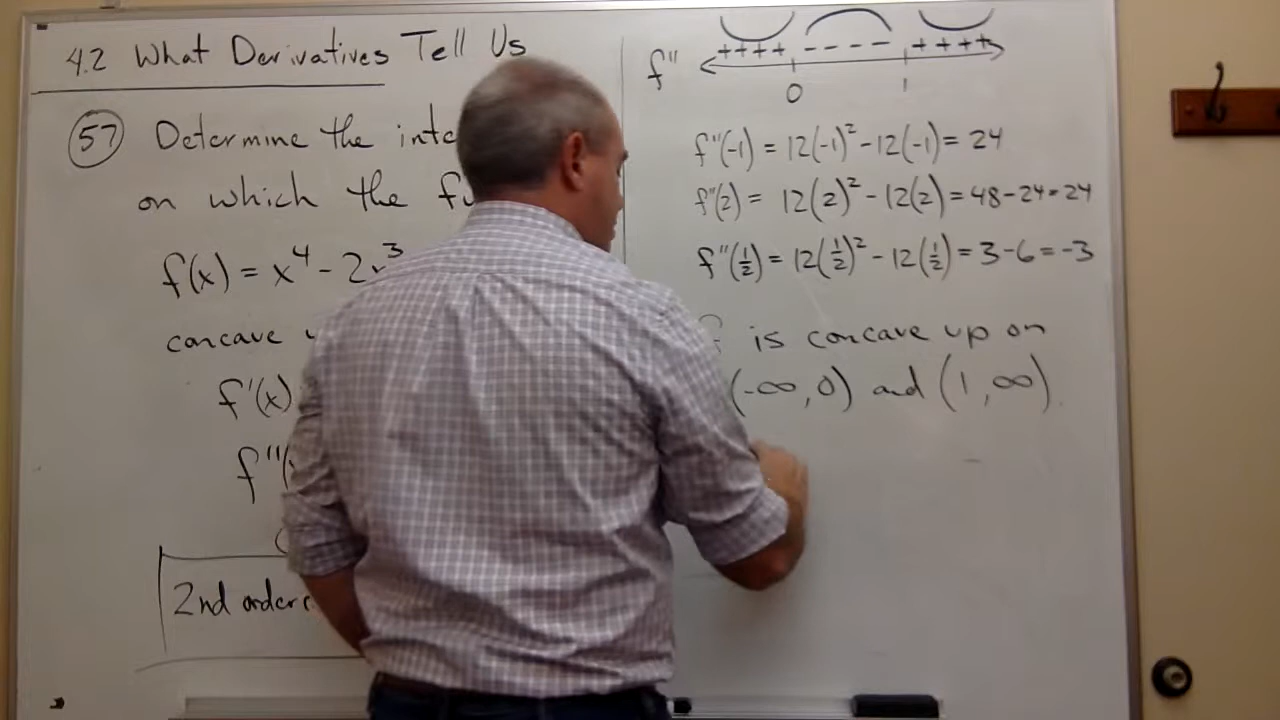 4.2 What Derivatives Tell Us
57 Determine the
on which the
f(x) = x⁴ - 2x³
concave
f'(x)
f''(
2nd order
f''
++++ ---- ++++
0 1
f''(-1) = 12(-1)² - 12(-1) = 24
f''(2) = 12(2)² - 12(2) = 48 - 24 = 24
f''(1/2) = 12(1/2)² - 12(1/2) = 3 - 6 = -3
f is concave up on
(-∞, 0) and (1, ∞)